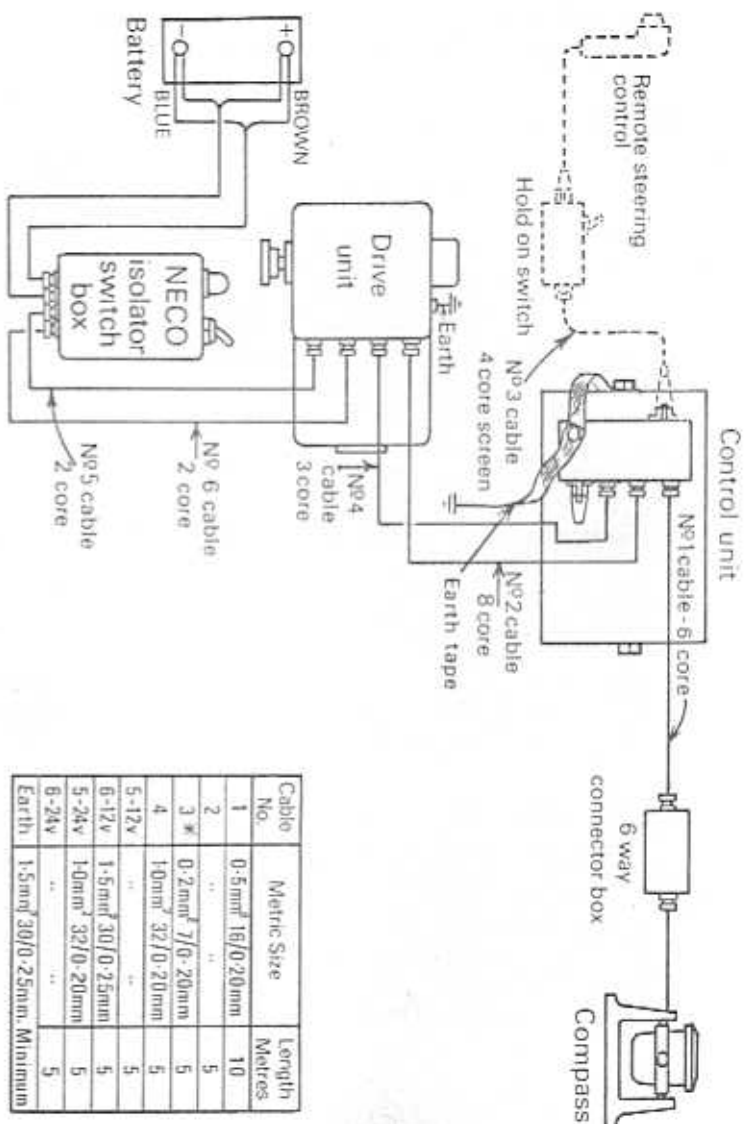 Remote steering
control
Hold on switch
Nº3 cable
4 core screen
Control unit
Nº1 cable-6 core
6 way
connector box
Compass
Battery
+
-
BROWN
BLUE
Drive
unit
Earth
Nº4
cable
3 core
Nº2 cable
8 core
Earth tape
NECO
isolator
switch
box
Nº 6 cable
2 core
Nº5 cable
2 core
Cable No. Metric Size Length Metres
1 0·5mm² 16/0·20mm 10
2 ,, ,, 5
3 * 0·2mm² 7/0·20mm 5
4 1·0mm² 32/0·20mm 5
5-12v ,, 5
6-12v 1·5mm² 30/0·25mm 5
5-24v 1·0mm² 32/0·20mm 5
6-24v ,, ,, 5
Earth 1·5mm² 30/0·25mm. Minimum